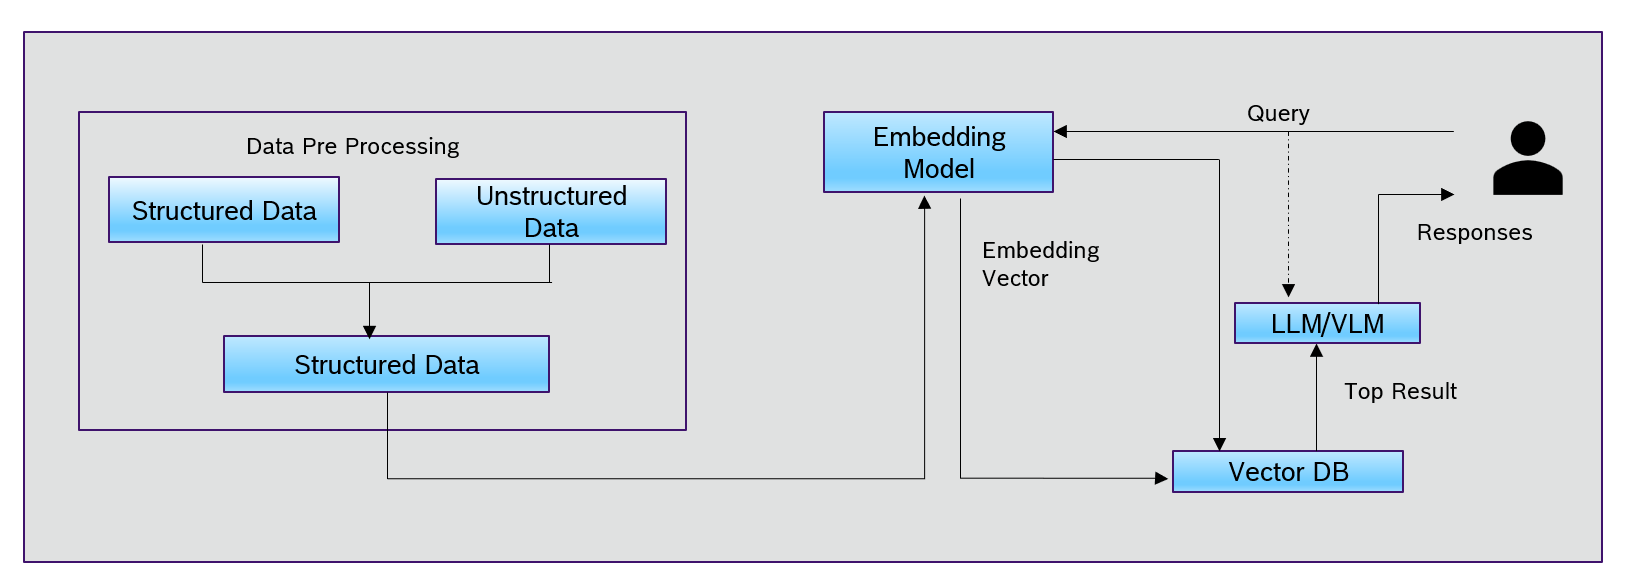 Data Pre Processing
Structured Data
Unstructured
Data
Structured Data
Embedding
Model
Embedding
Vector
Query
Responses
LLM/VLM
Top Result
Vector DB